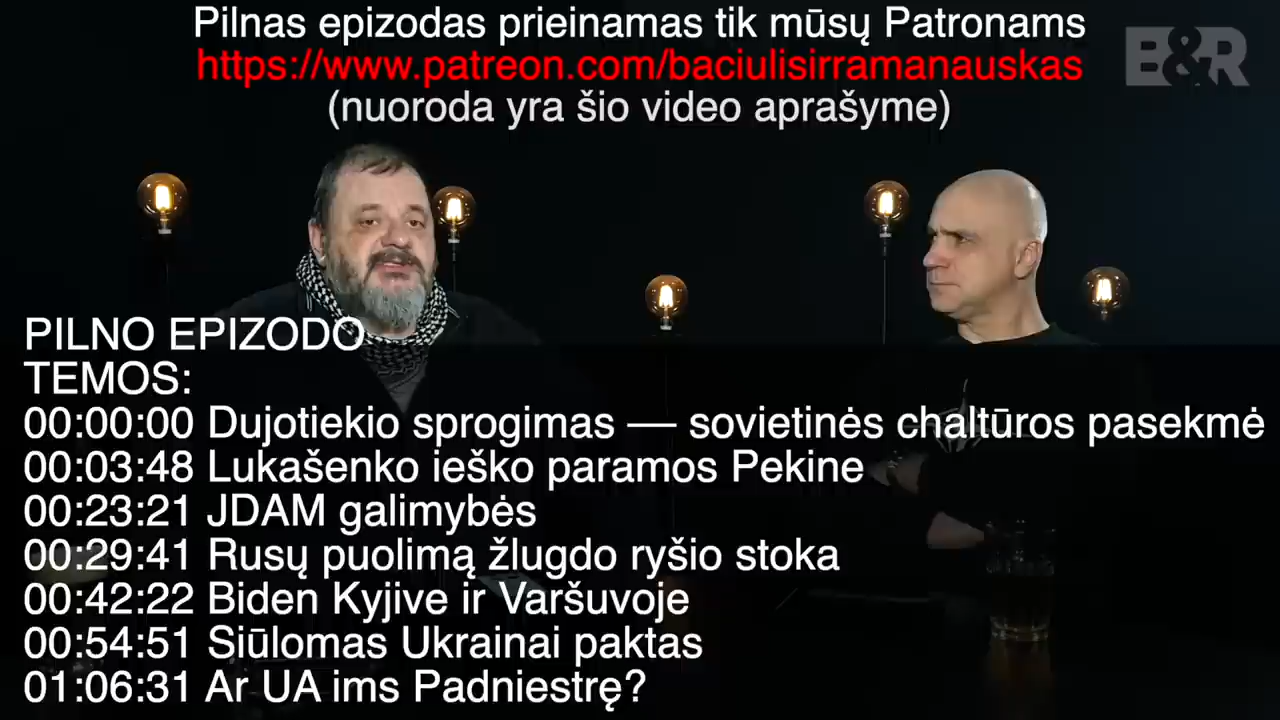 Pilnas epizodas prieinamas tik mūsų Patronams
https://www.patreon.com/baciulisirramanauskas
(nuoroda yra šio video aprašyme)
B&R
PILNO EPIZODO
TEMOS:
00:00:00 Dujotiekio sprogimas — sovietinės chaltūros pasekmė
00:03:48 Lukašenko ieško paramos Pekine
00:23:21 JDAM galimybės
00:29:41 Rusų puolimą žlugdo ryšio stoka
00:42:22 Biden Kyjive ir Varšuvoje
00:54:51 Siūlomas Ukrainai paktas
01:06:31 Ar UA ims Padniestrę?